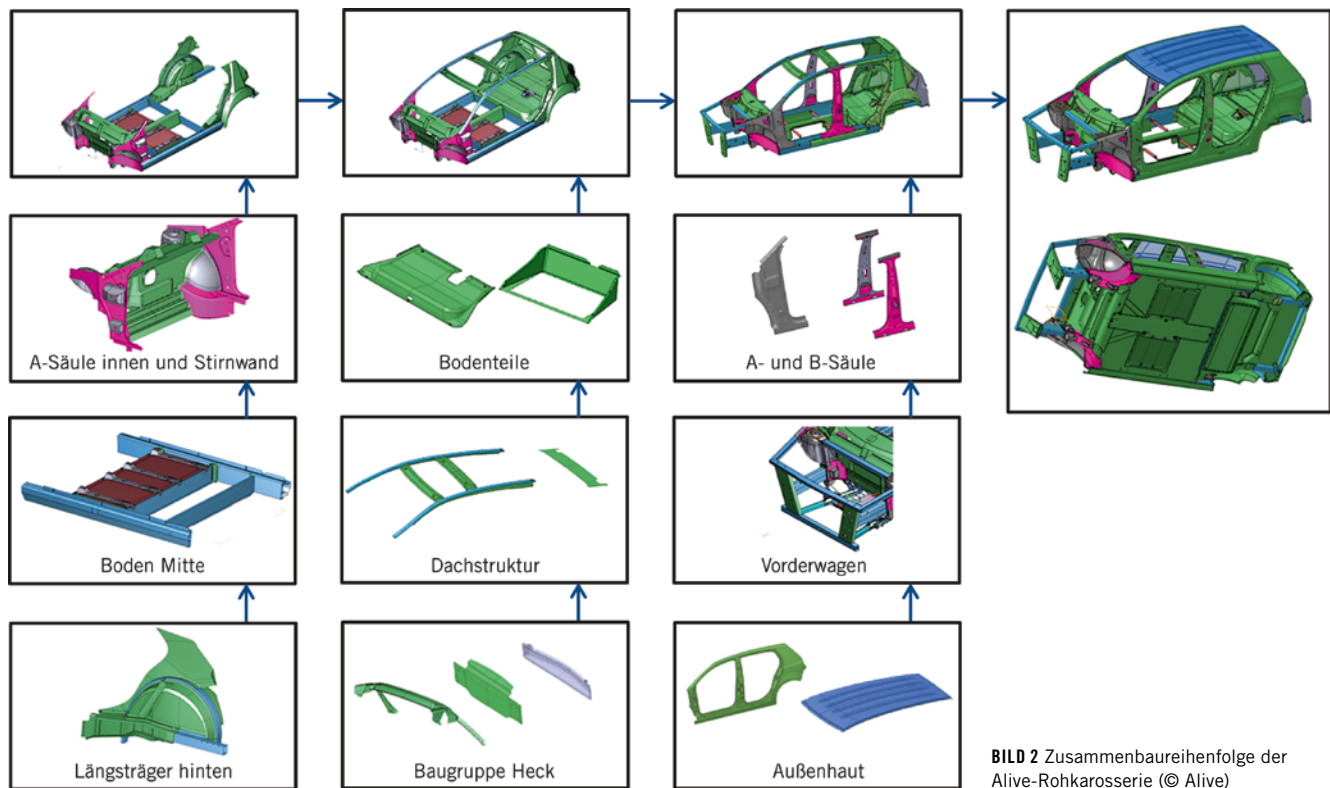 A-Säule innen und Stirnwand
Bodenteile
A- und B-Säule
Boden Mitte
Dachstruktur
Vorderwagen
Längsträger hinten
Baugruppe Heck
Außenhaut
BILD 2 Zusammenbaureihenfolge der
Alive-Rohkarosserie (© Alive)